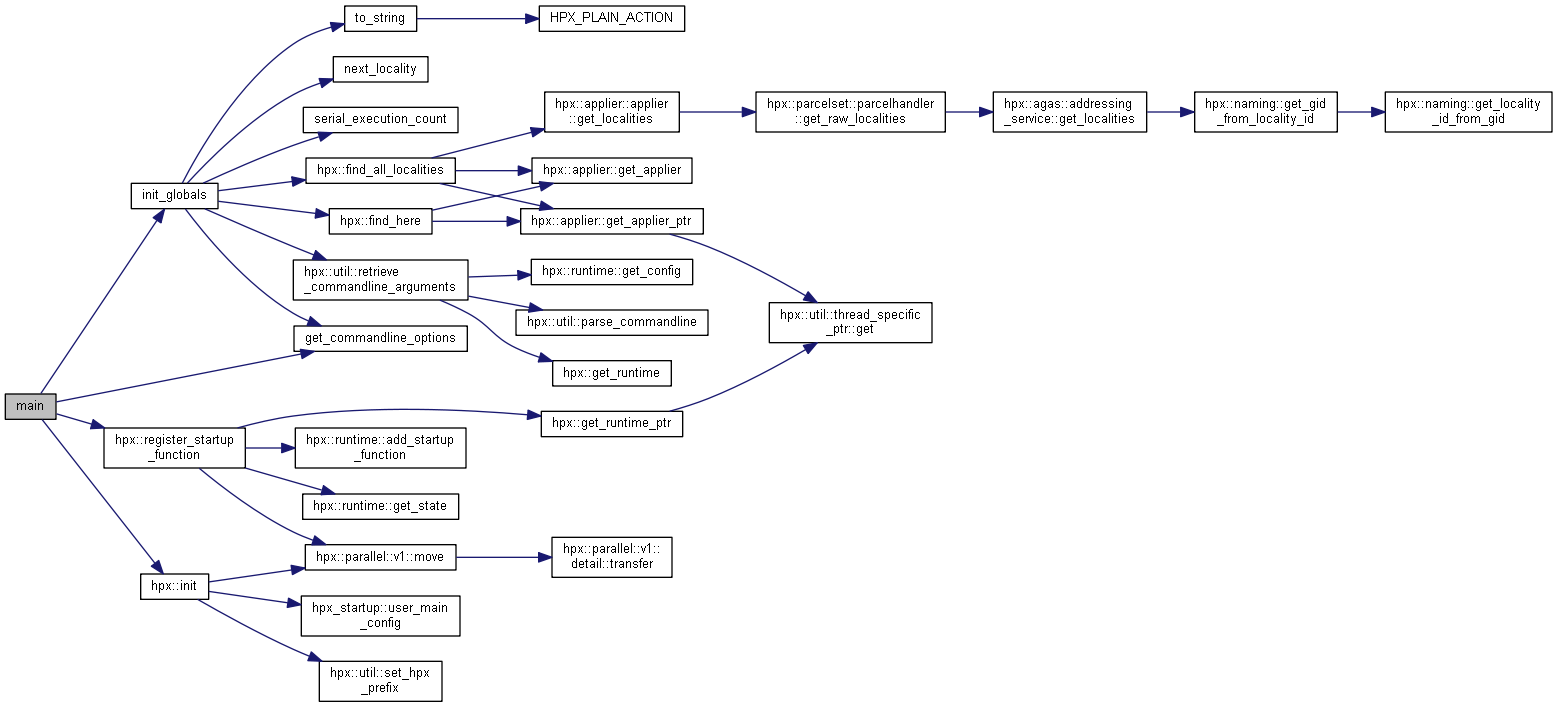 to_string
HPX_PLAIN_ACTION
next_locality
serial_execution_count
hpx::applier::applier
::get_localities
hpx::parcelset::parcelhandler
::get_raw_localities
hpx::agas::addressing
_service::get_localities
hpx::naming::get_gid
_from_locality_id
hpx::naming::get_locality
_id_from_gid
hpx::find_all_localities
hpx::applier::get_applier
init_globals
hpx::find_here
hpx::applier::get_applier_ptr
hpx::util::retrieve
_commandline_arguments
hpx::runtime::get_config
hpx::util::parse_commandline
hpx::util::thread_specific
_ptr::get
get_commandline_options
hpx::get_runtime
main
hpx::get_runtime_ptr
hpx::register_startup
_function
hpx::runtime::add_startup
_function
hpx::runtime::get_state
hpx::parallel::v1::move
hpx::parallel::v1::
detail::transfer
hpx::init
hpx_startup::user_main
_config
hpx::util::set_hpx
_prefix